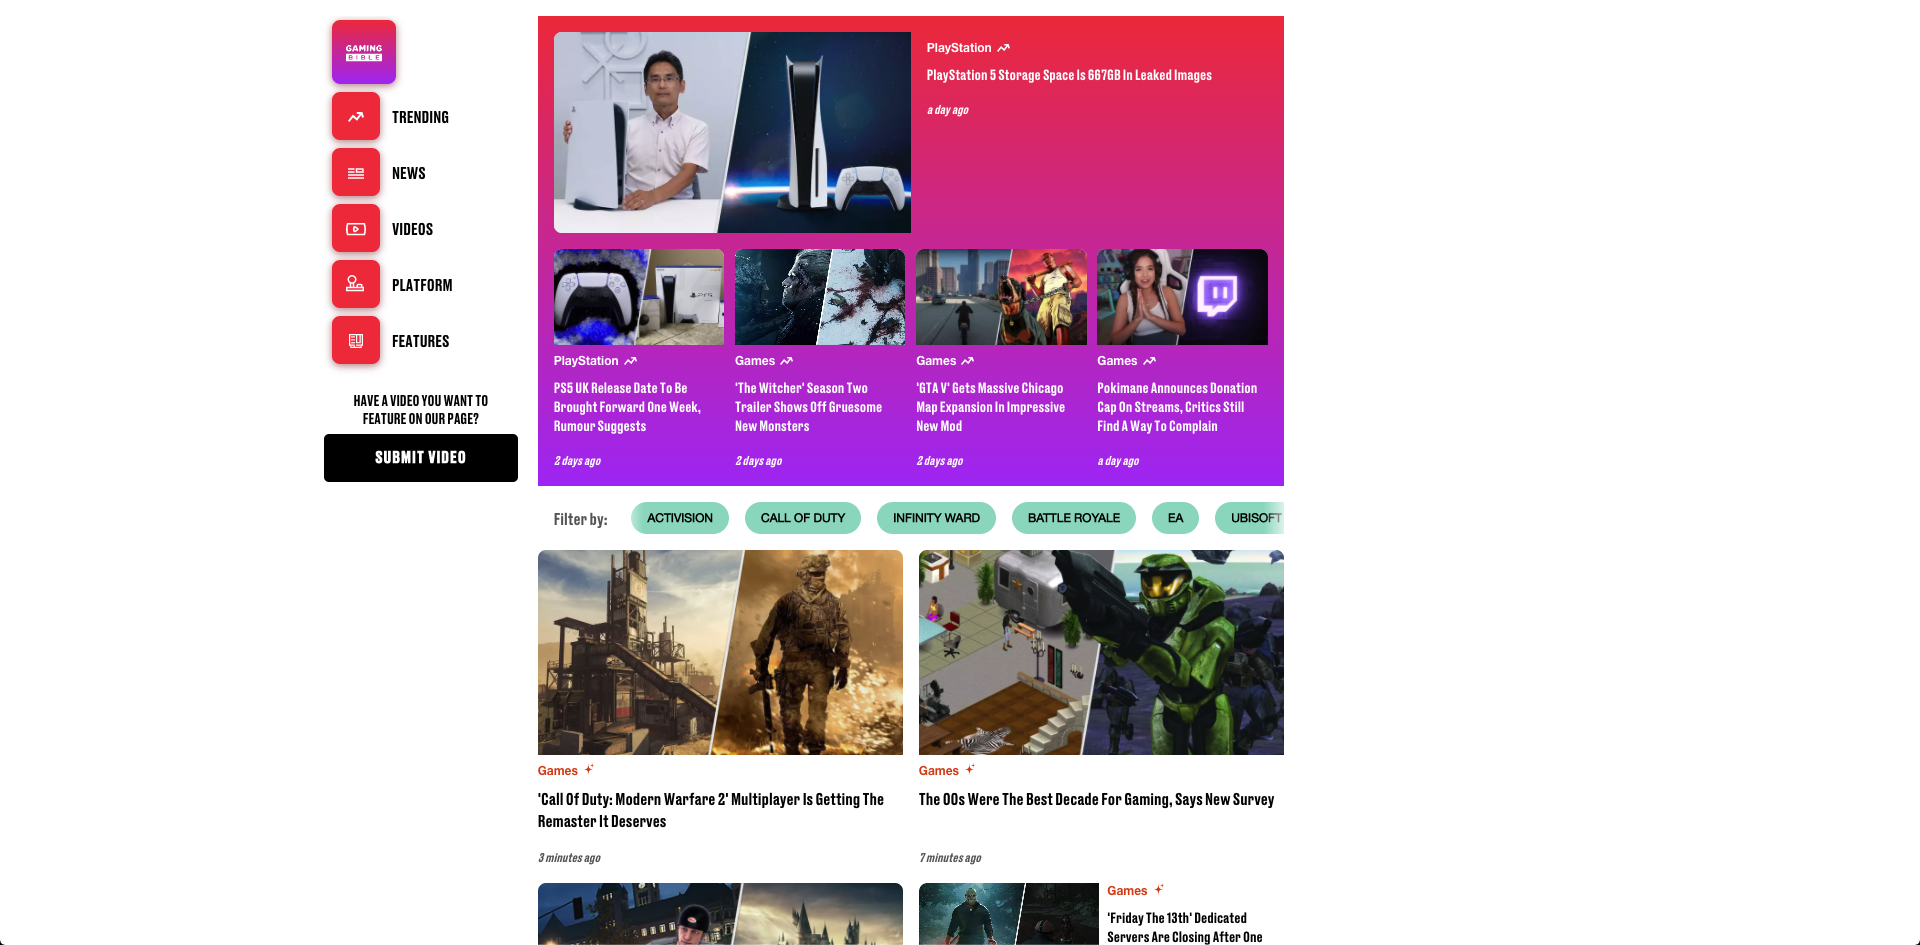 GAMING
BIBLE
TRENDING
NEWS
VIDEOS
PLATFORM
FEATURES
HAVE A VIDEO YOU WANT TO
FEATURE ON OUR PAGE?
SUBMIT VIDEO
PlayStation
PlayStation 5 Storage Space Is 667GB In Leaked Images
a day ago
PlayStation
PS5 UK Release Date To Be
Brought Forward One Week,
Rumour Suggests
2 days ago
Games
'The Witcher' Season Two
Trailer Shows Off Gruesome
New Monsters
2 days ago
Games
'GTA V' Gets Massive Chicago
Map Expansion In Impressive
New Mod
2 days ago
Games
Pokimane Announces Donation
Cap On Streams, Critics Still
Find A Way To Complain
a day ago
Filter by:
ACTIVISION
CALL OF DUTY
INFINITY WARD
BATTLE ROYALE
EA
UBISOFT
Games
'Call Of Duty: Modern Warfare 2' Multiplayer Is Getting The
Remaster It Deserves
3 minutes ago
Games
The 00s Were The Best Decade For Gaming, Says New Survey
7 minutes ago
Games
'Friday The 13th' Dedicated
Servers Are Closing After One